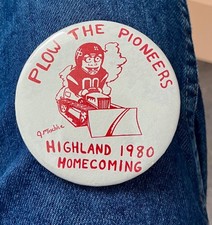 PLOW THE PIONEERS
HIGHLAND 1980
HOMECOMING